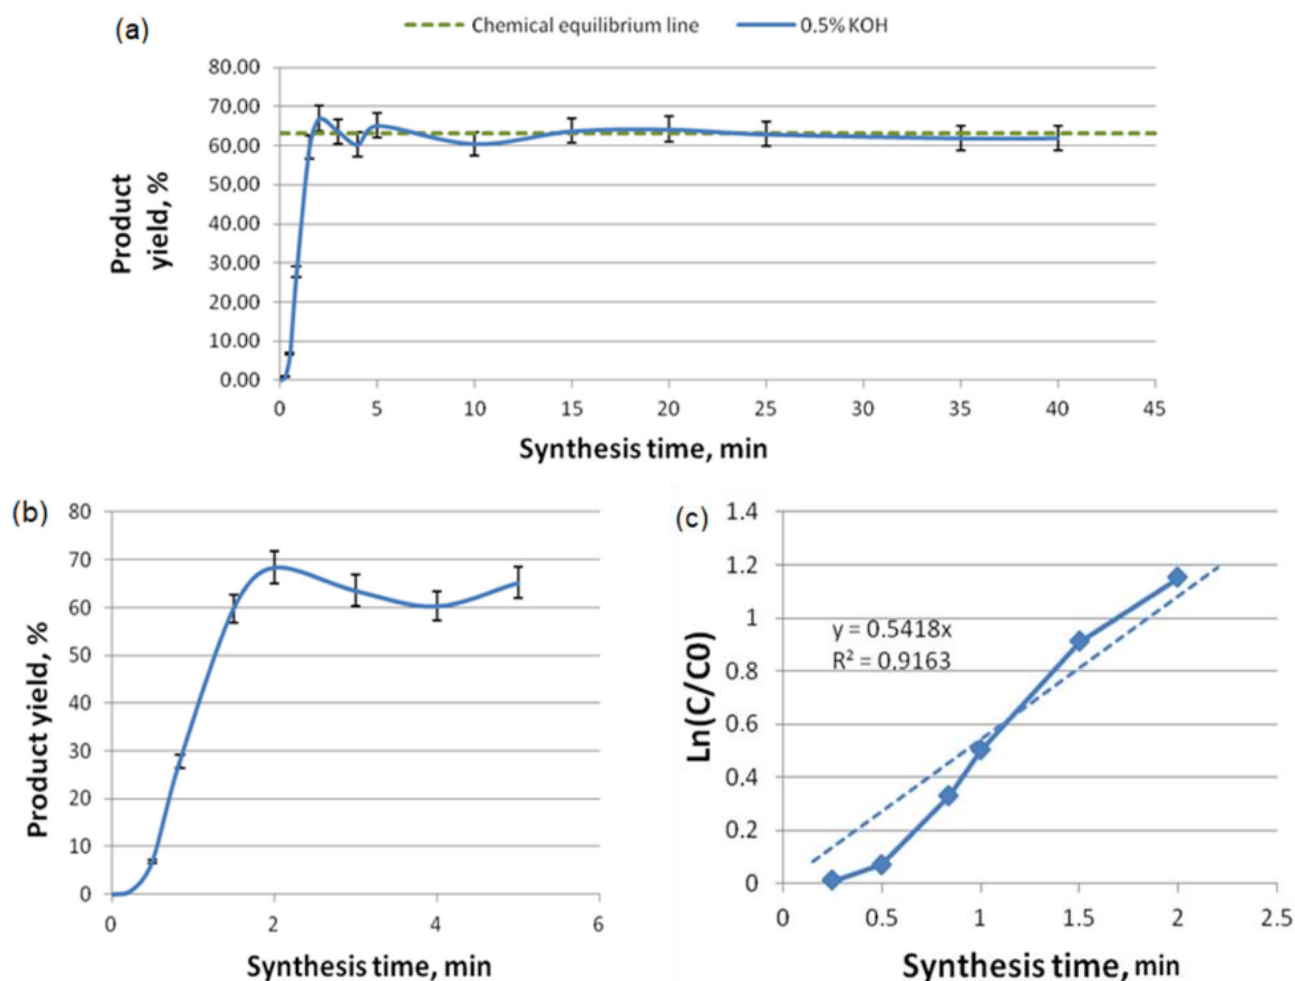 (a)
Chemical equilibrium line
0.5% KOH
80.00
70.00
60.00
50.00
40.00
30.00
20.00
10.00
0.00
Product
yield, %
0 5 10 15 20 25 30 35 40 45
Synthesis time, min
(b)
80
70
60
50
40
30
20
10
0
Product yield, %
0 2 4 6
Synthesis time, min
(c)
1.4
1.2
1
0.8
0.6
0.4
0.2
0
Ln(C/C0)
y = 0.5418x
R² = 0.9163
0 0.5 1 1.5 2 2.5
Synthesis time, min